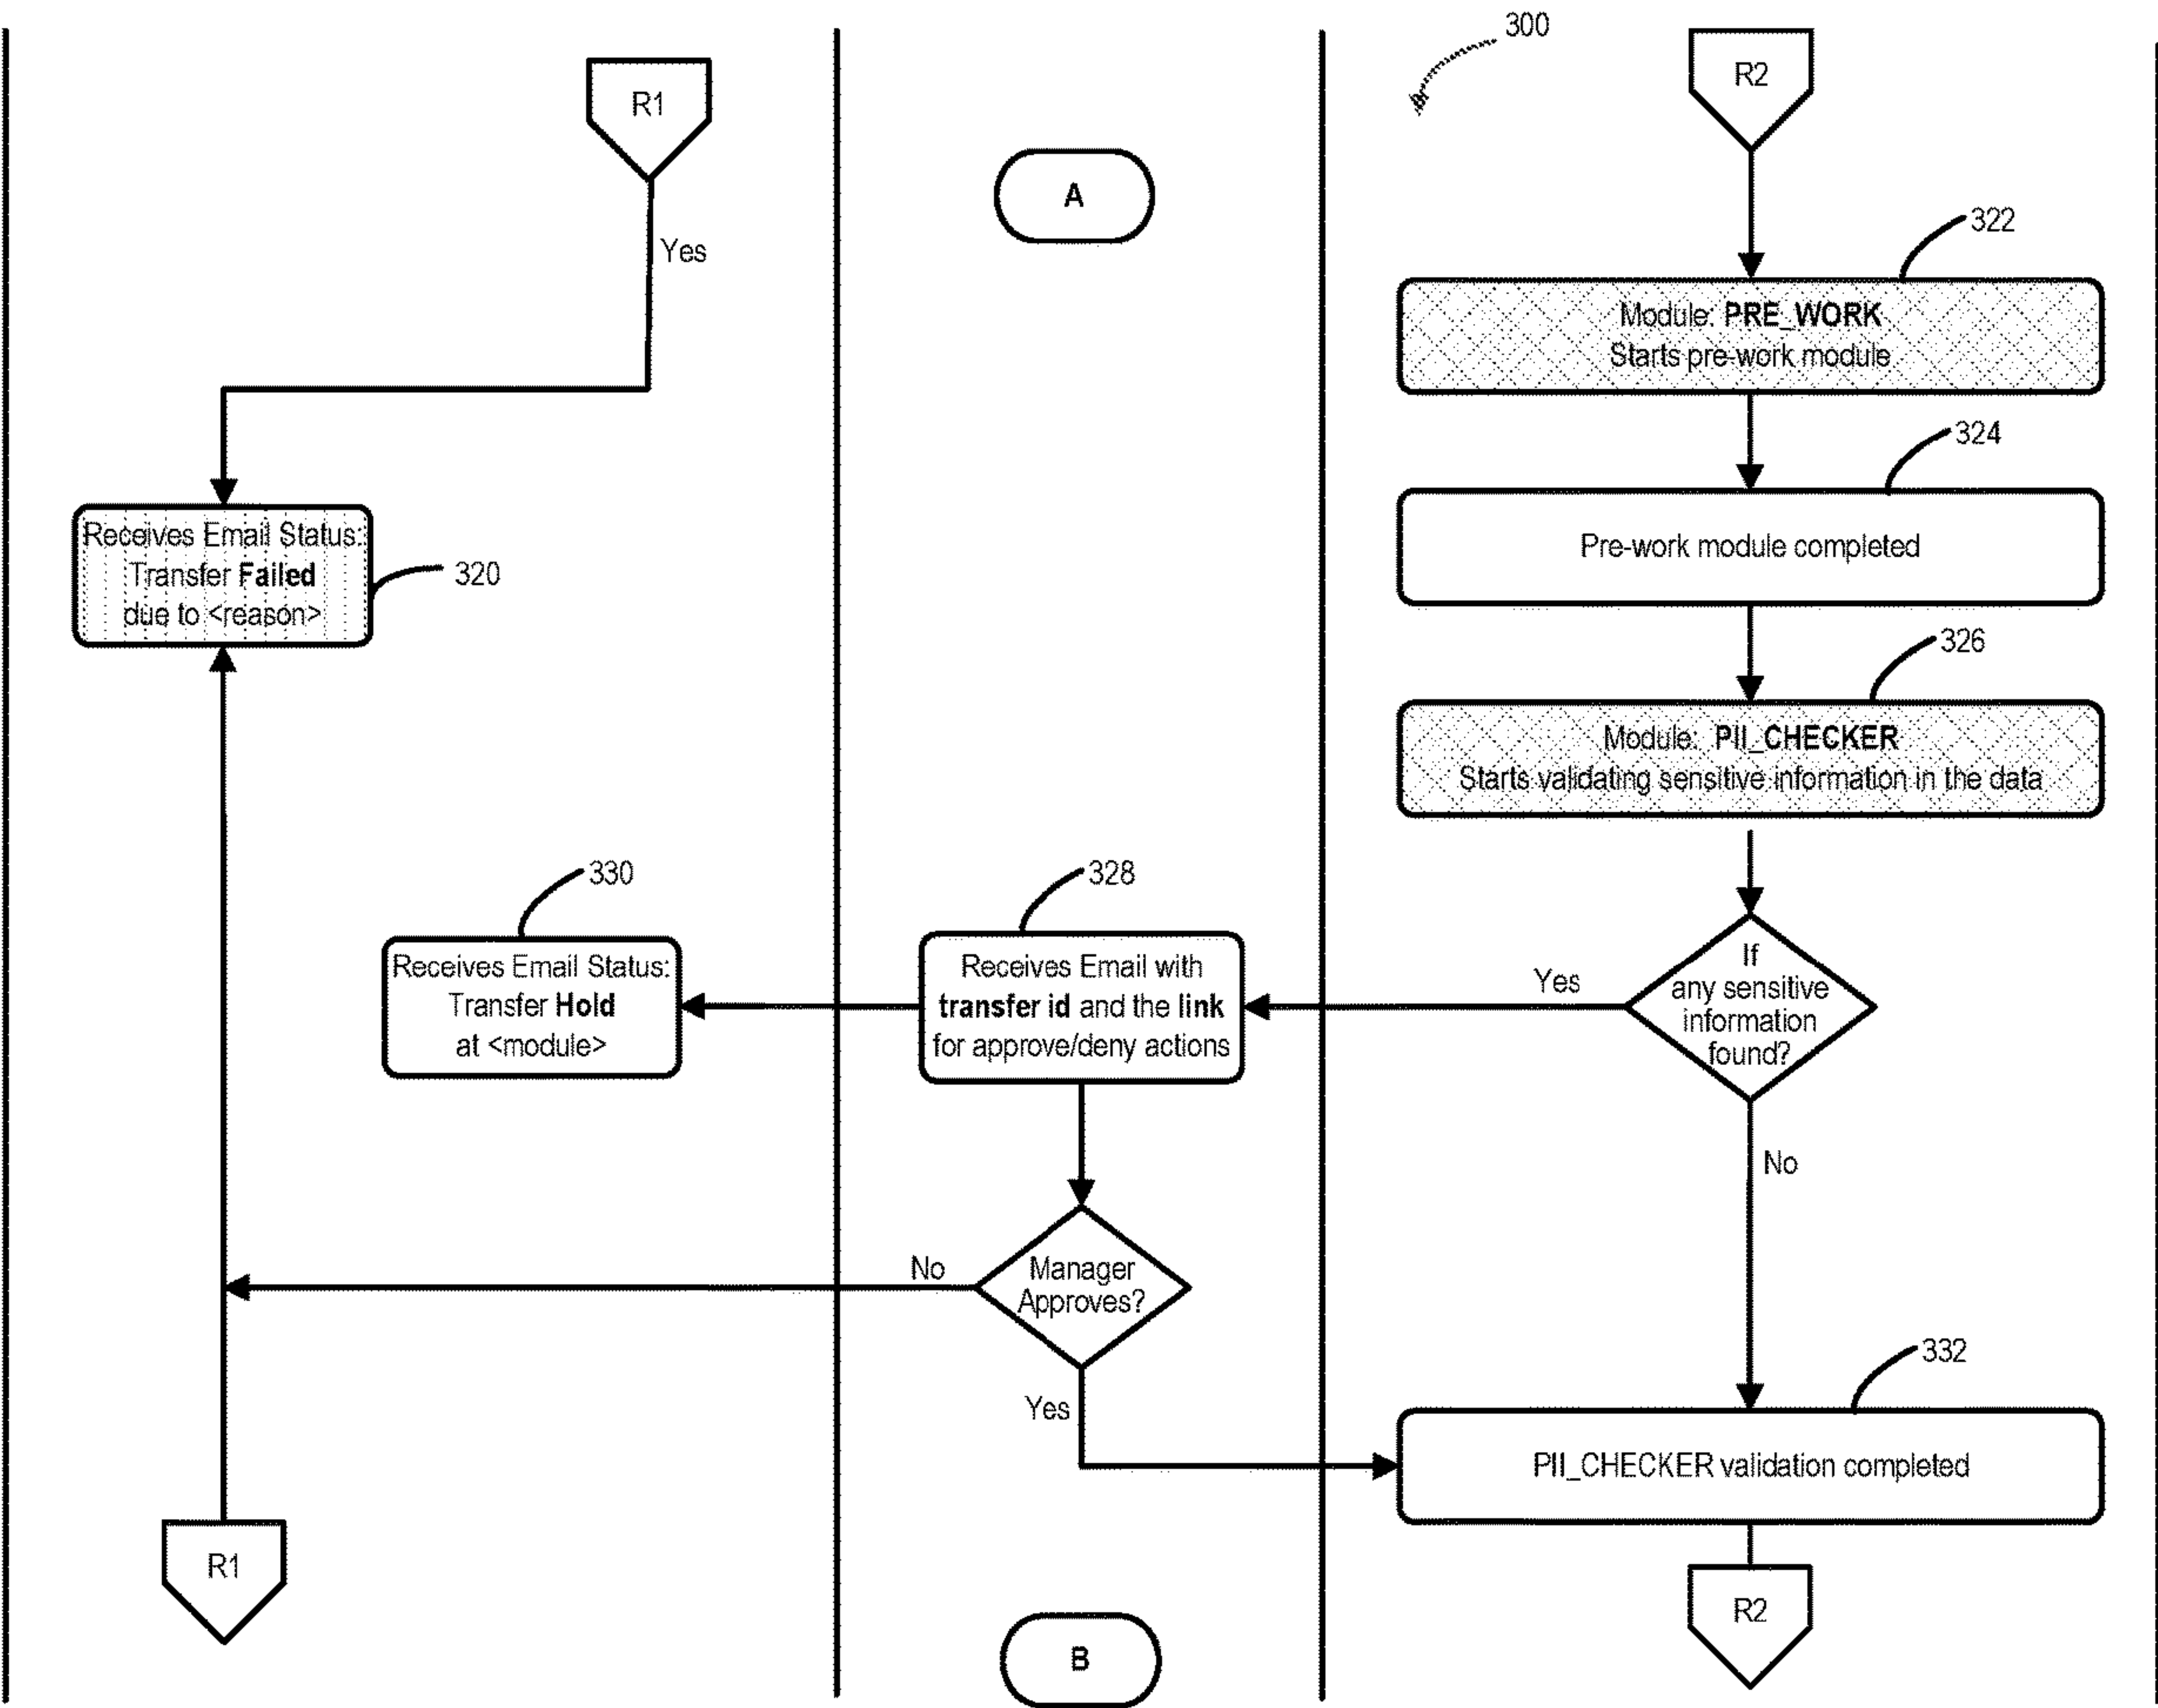 300
R1
R2
A
Yes
322
Module: PRE_WORK
Starts pre-work module
324
Pre-work module completed
Receives Email Status:
Transfer Failed
due to <reason>
320
326
Module: PII_CHECKER
Starts validating sensitive information in the data
330
328
Receives Email Status:
Transfer Hold
at <module>
Receives Email with
transfer id and the link
for approve/deny actions
Yes
If
any sensitive
information
found?
No
No
Manager
Approves?
Yes
332
PII_CHECKER validation completed
R1
R2
B